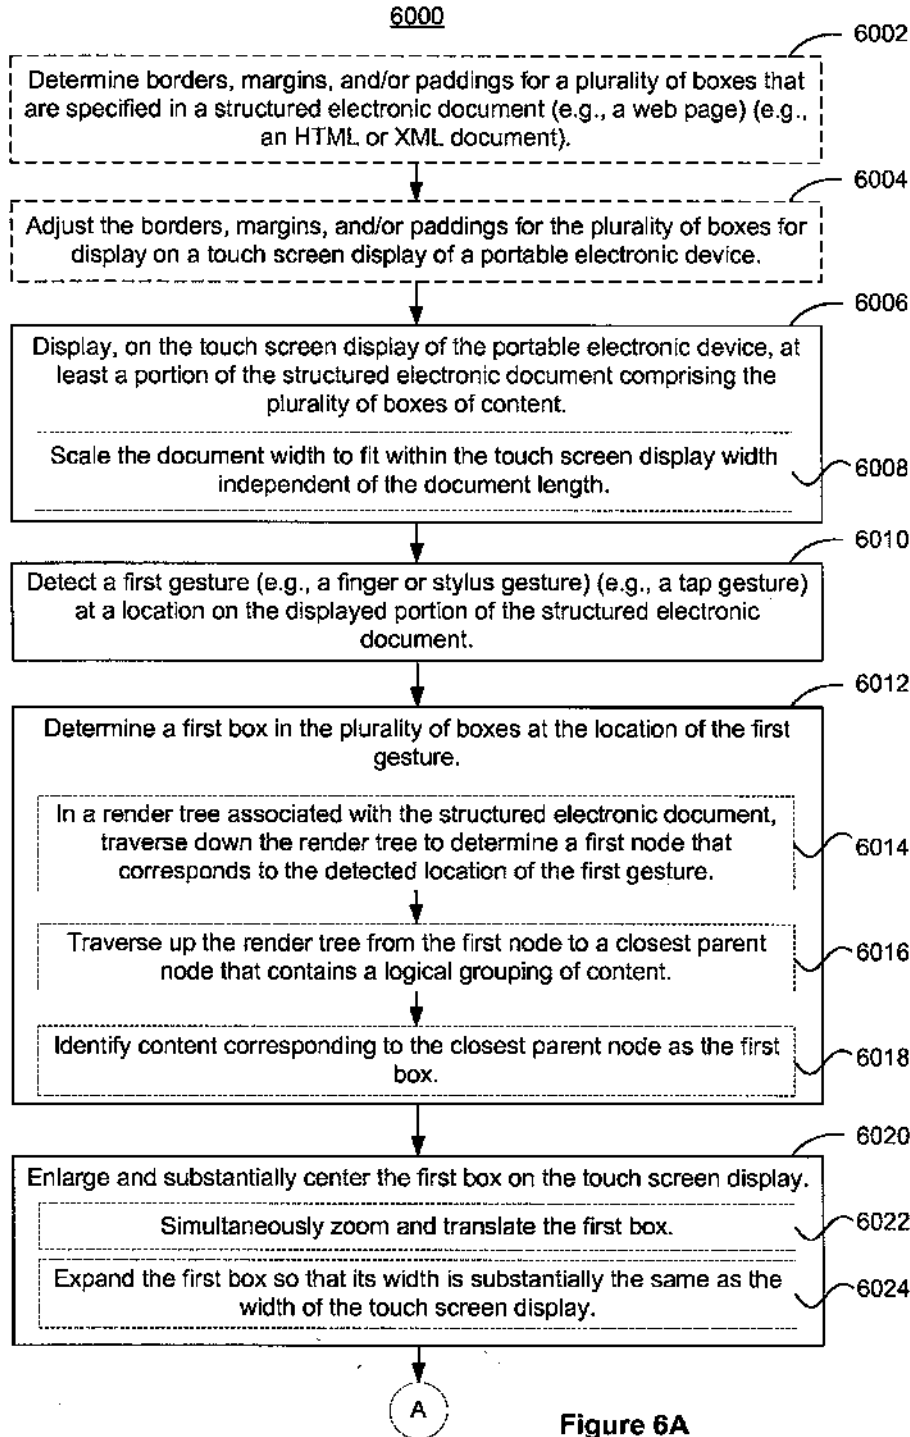 6000
6002
Determine borders, margins, and/or paddings for a plurality of boxes that
are specified in a structured electronic document (e.g., a web page) (e.g.,
an HTML or XML document).
6004
Adjust the borders, margins, and/or paddings for the plurality of boxes for
display on a touch screen display of a portable electronic device.
6006
Display, on the touch screen display of the portable electronic device, at
least a portion of the structured electronic document comprising the
plurality of boxes of content.
Scale the document width to fit within the touch screen display width
independent of the document length.
6008
6010
Detect a first gesture (e.g., a finger or stylus gesture) (e.g., a tap gesture)
at a location on the displayed portion of the structured electronic
document.
6012
Determine a first box in the plurality of boxes at the location of the first
gesture.
In a render tree associated with the structured electronic document,
traverse down the render tree to determine a first node that
corresponds to the detected location of the first gesture.
6014
Traverse up the render tree from the first node to a closest parent
node that contains a logical grouping of content.
6016
Identify content corresponding to the closest parent node as the first
box.
6018
6020
Enlarge and substantially center the first box on the touch screen display.
Simultaneously zoom and translate the first box.
6022
Expand the first box so that its width is substantially the same as the
width of the touch screen display.
6024
A
Figure 6A